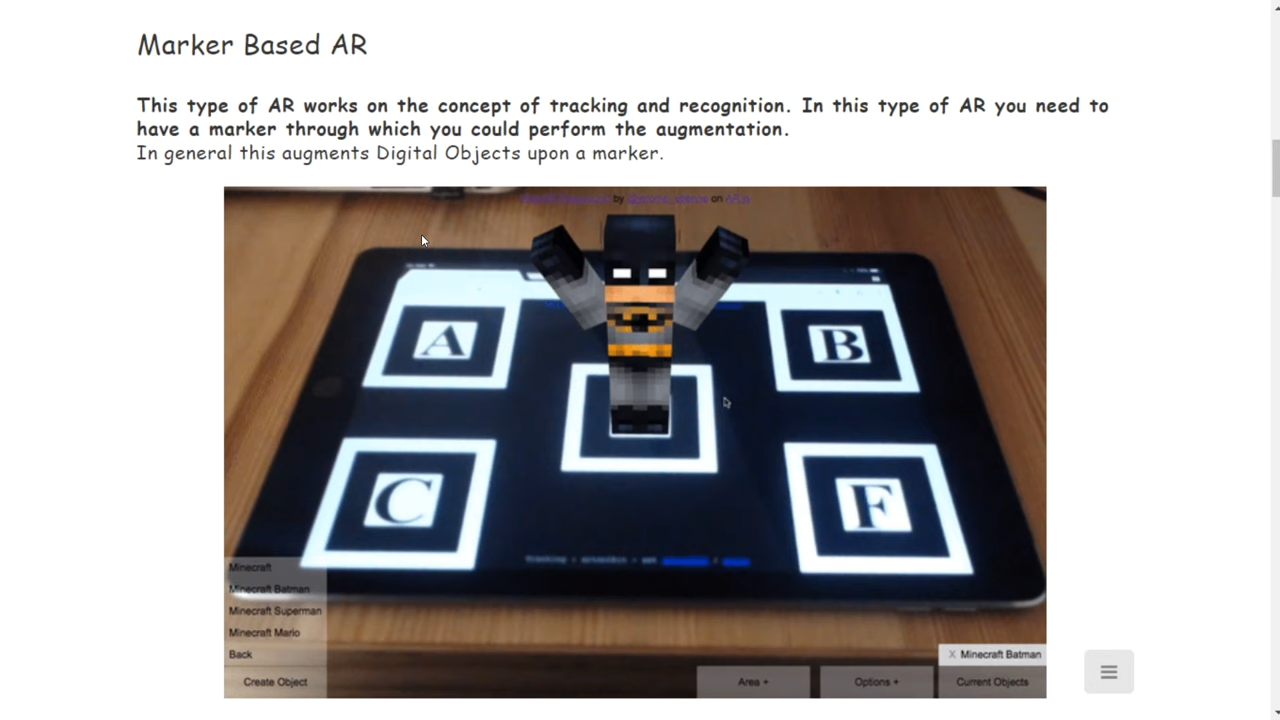 Marker Based AR
This type of AR works on the concept of tracking and recognition. In this type of AR you need to
have a marker through which you could perform the augmentation.
In general this augments Digital Objects upon a marker.
by on
A
B
C
F
Minecraft
Minecraft Batman
Minecraft Superman
Minecraft Mario
Back
X Minecraft Batman
Create Object
Area +
Options +
Current Objects